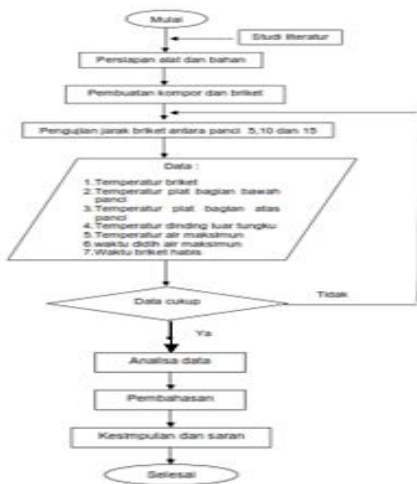 Mulai
Studi literatur
Persiapan alat dan bahan
Pembuatan kompor dan briket
Pengujian jarak briket antara panci 5,10 dan 15
Data :
1. Temperatur briket
2. Temperatur plat bagian bawah
panci
3. Temperatur plat bagian atas
panci
4. Temperatur dinding luar tungku
5. Temperatur air maksimun
6. waktu didih air maksimun
7. Waktu briket habis
Data cukup
Tidak
Ya
Analisa data
Pembahasan
Kesimpulan dan saran
Selesai